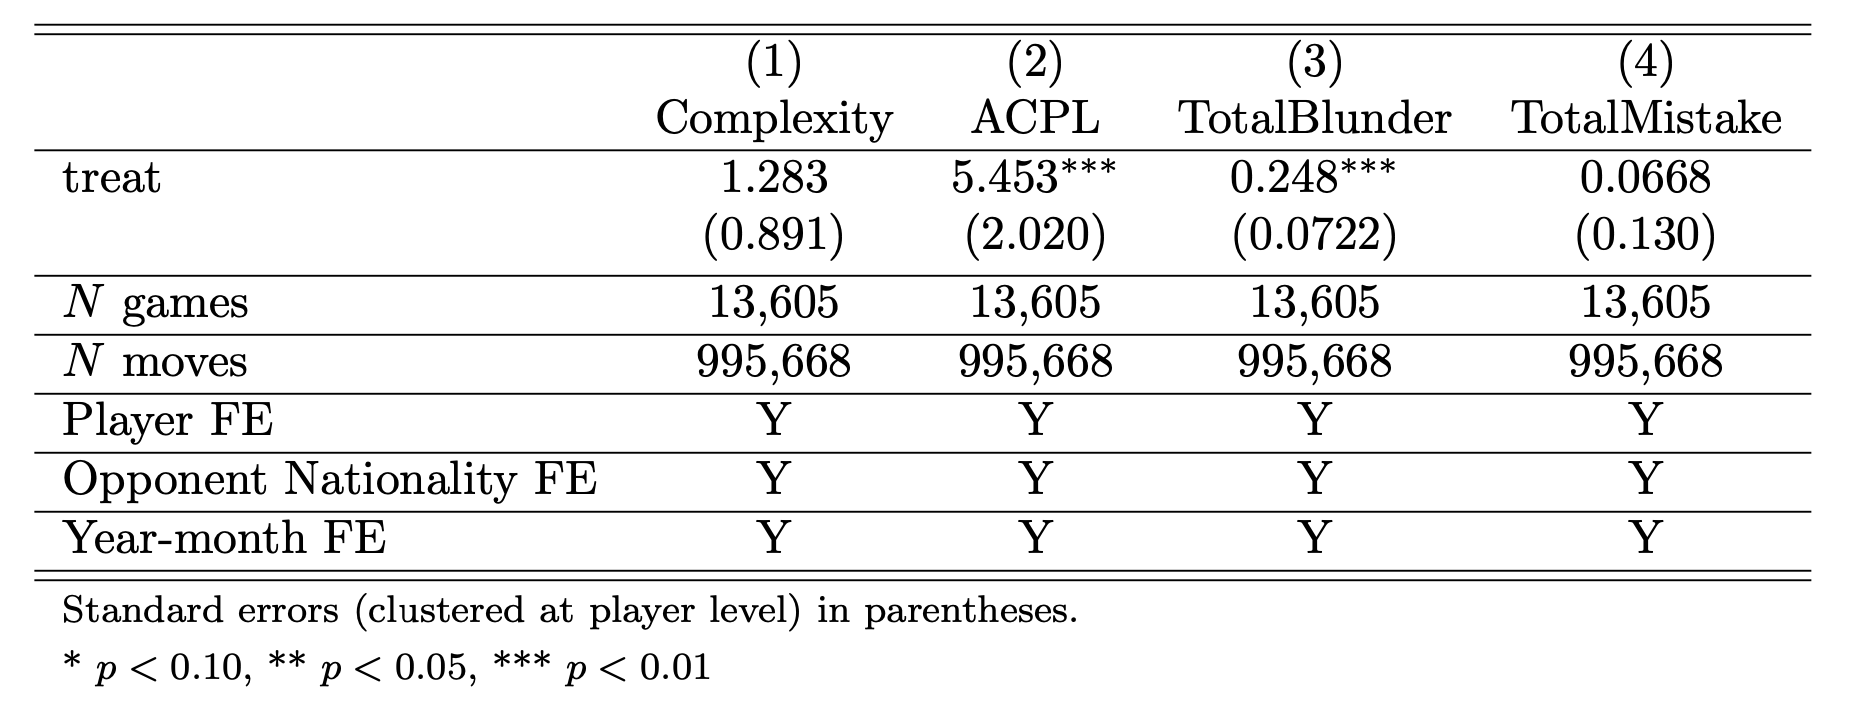 (1) (2) (3) (4)
Complexity ACPL TotalBlunder TotalMistake
treat 1.283 5.453*** 0.248*** 0.0668
(0.891) (2.020) (0.0722) (0.130)
N games 13,605 13,605 13,605 13,605
N moves 995,668 995,668 995,668 995,668
Player FE Y Y Y Y
Opponent Nationality FE Y Y Y Y
Year-month FE Y Y Y Y
Standard errors (clustered at player level) in parentheses.
* p < 0.10, ** p < 0.05, *** p < 0.01